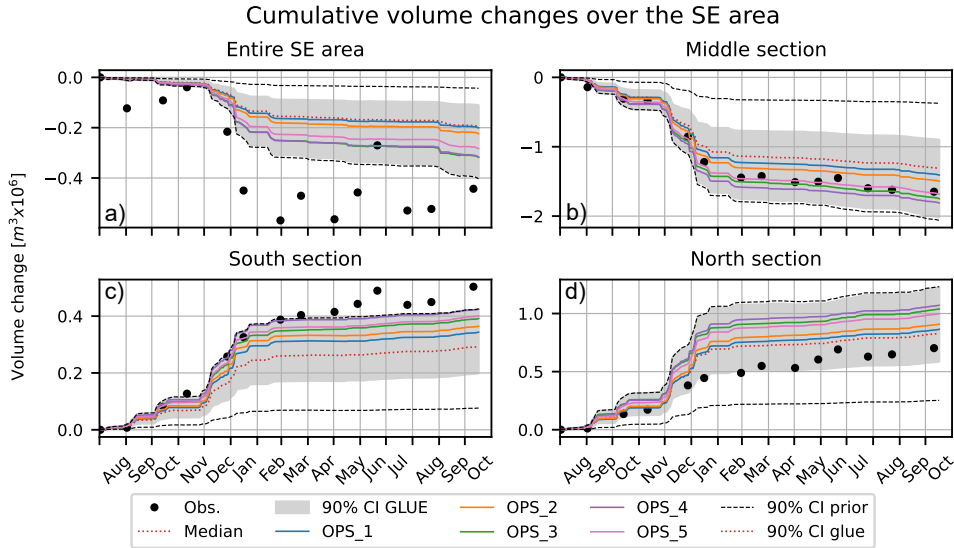 Cumulative volume changes over the SE area
Entire SE area
Middle section
0.0
−0.2
−0.4
a)
0
−1
−2
b)
Volume change [m³x10⁶]
South section
North section
c)
0.4
0.2
0.0
d)
1.0
0.5
0.0
Aug Sep Oct Nov Dec Jan Feb Mar Apr May Jun Jul Aug Sep Oct
Aug Sep Oct Nov Dec Jan Feb Mar Apr May Jun Jul Aug Sep Oct
Obs. 90% CI GLUE OPS_2 OPS_4 90% CI prior
Median OPS_1 OPS_3 OPS_5 90% CI glue